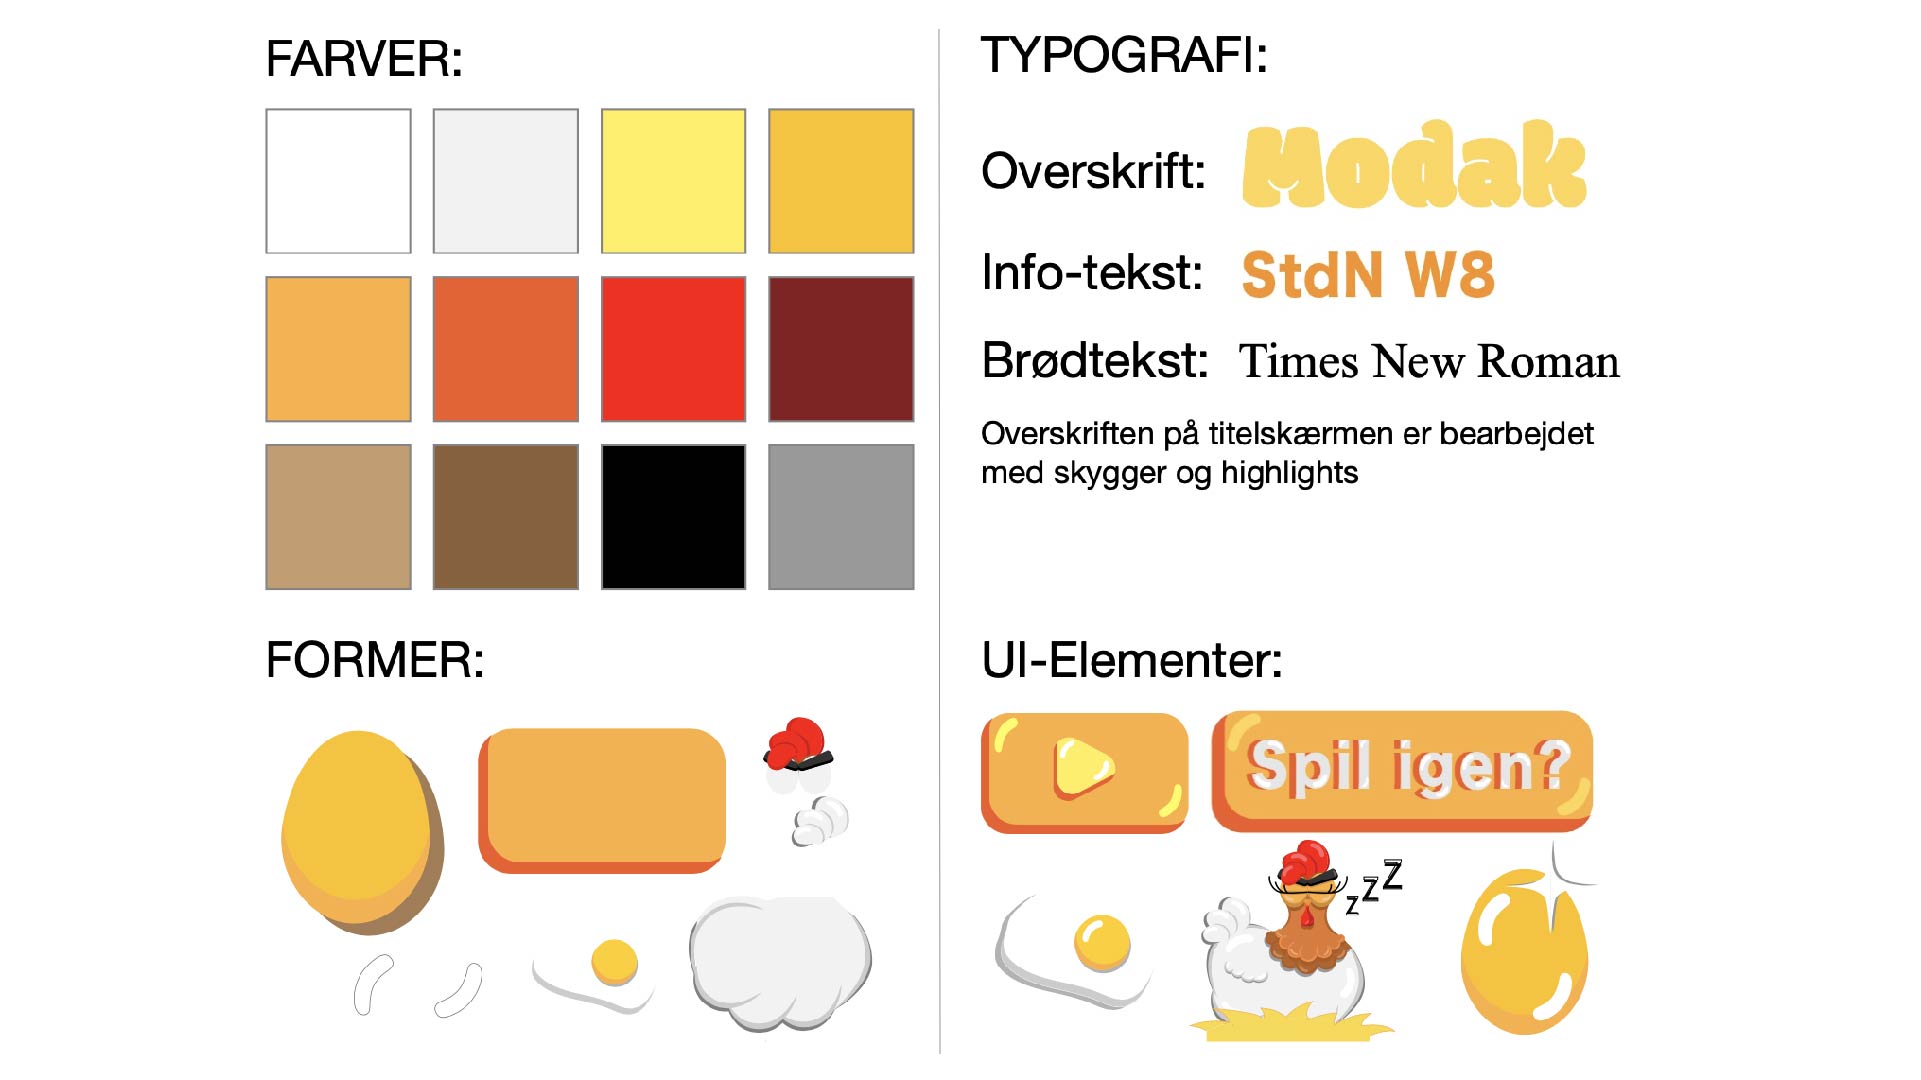 FARVER:
TYPOGRAFI:
Overskrift: Modak
Info-tekst: StdN W8
Brødtekst: Times New Roman
Overskriften på titelskærmen er bearbejdet
med skygger og highlights
FORMER:
UI-Elementer:
Spil igen?
z z Z